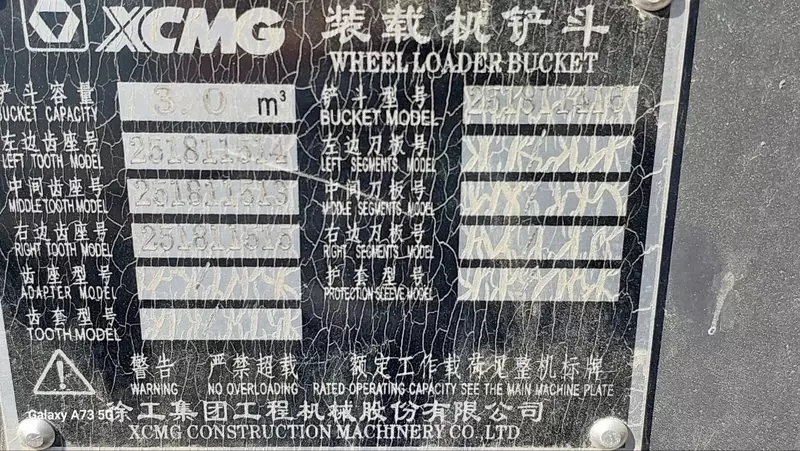 XCMG 装载机铲斗
WHEEL LOADER BUCKET
铲斗容量 3.0 m³ 铲斗型号
BUCKET CAPACITY BUCKET MODEL
左边齿座号 251811514 左边刀板号
LEFT TOOTH MODEL LEFT SEGMENTS MODEL
中间齿座号 251811513 中间刀板号
MIDDLE TOOTH MODEL MIDDLE SEGMENTS MODEL
右边齿座号 251811515 右边刀板号
RIGHT TOOTH MODEL RIGHT SEGMENTS MODEL
齿座型号 护套型号
ADAPTER MODEL PROTECTION SLEEVE MODEL
齿套型号
TOOTH MODEL
警告 严禁超载 额定工作载荷见整机标牌
WARNING NO OVERLOADING RATED OPERATING CAPACITY SEE THE MAIN MACHINE PLATE
徐工集团工程机械股份有限公司
XCMG CONSTRUCTION MACHINERY CO. LTD
Galaxy A73 5G